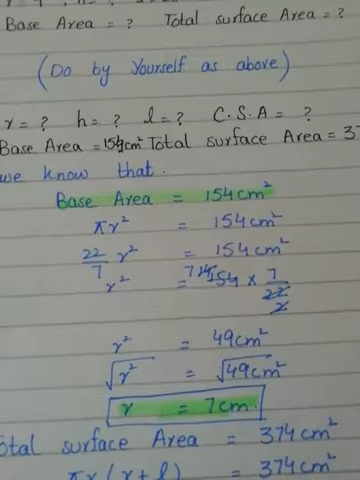 Base Area = ? Total surface Area = ?
(Do by Yourself as above)
r = ? h = ? l = ? C.S.A = ?
Base Area = 154cm² Total surface Area = 37
we know that.
Base Area = 154cm²
πr² = 154cm²
22/7 r² = 154cm²
r² = 154 × 7/22
r² = 49cm²
√r² = √49cm²
r = 7cm
Total surface Area = 374cm²
πr(r+l) = 374cm²